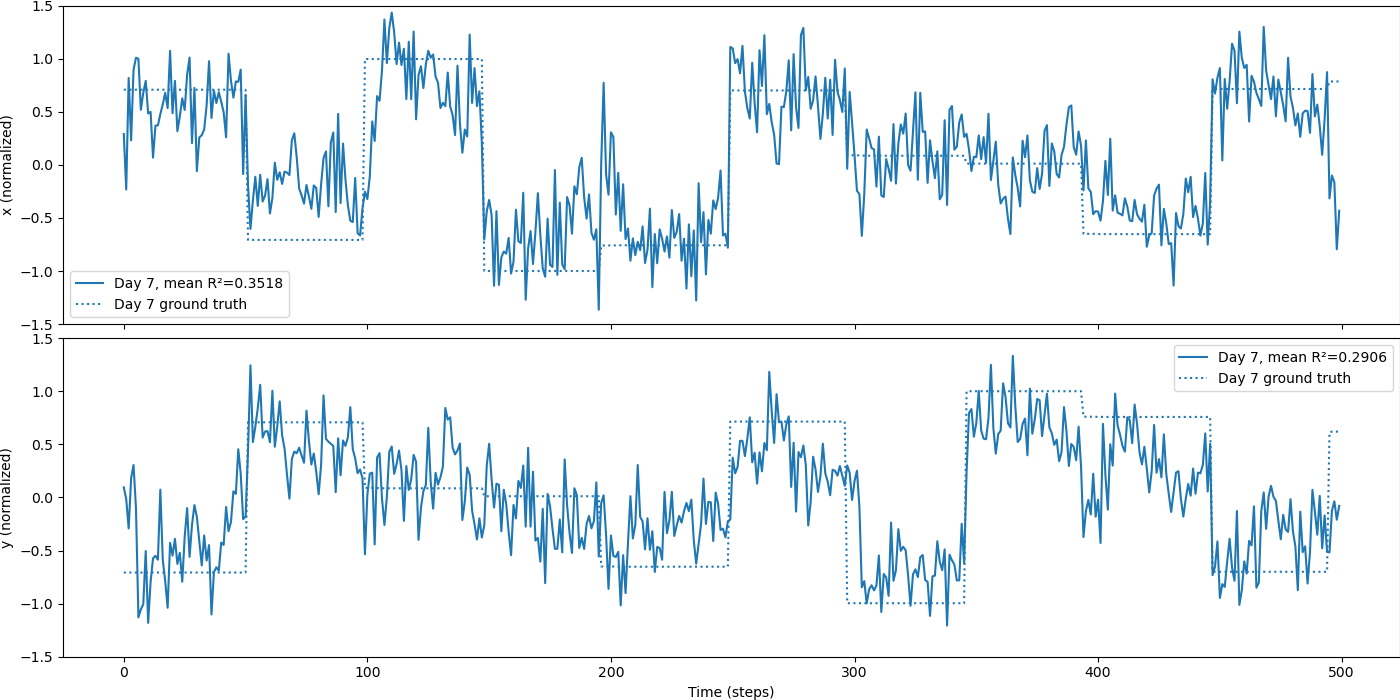 1.5
1.0
0.5
0.0
−0.5
−1.0
−1.5
x (normalized)
Day 7, mean R²=0.3518
Day 7 ground truth
1.5
1.0
0.5
0.0
−0.5
−1.0
−1.5
y (normalized)
Day 7, mean R²=0.2906
Day 7 ground truth
0 100 200 300 400 500
Time (steps)